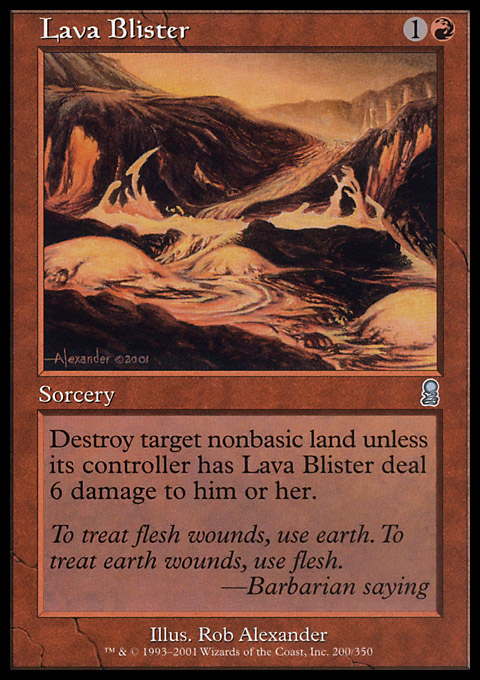 Lava Blister 1
Alexander ©2001
Sorcery
Destroy target nonbasic land unless
its controller has Lava Blister deal
6 damage to him or her.
To treat flesh wounds, use earth. To
treat earth wounds, use flesh.
—Barbarian saying
Illus. Rob Alexander
™ & © 1993–2001 Wizards of the Coast, Inc. 200/350